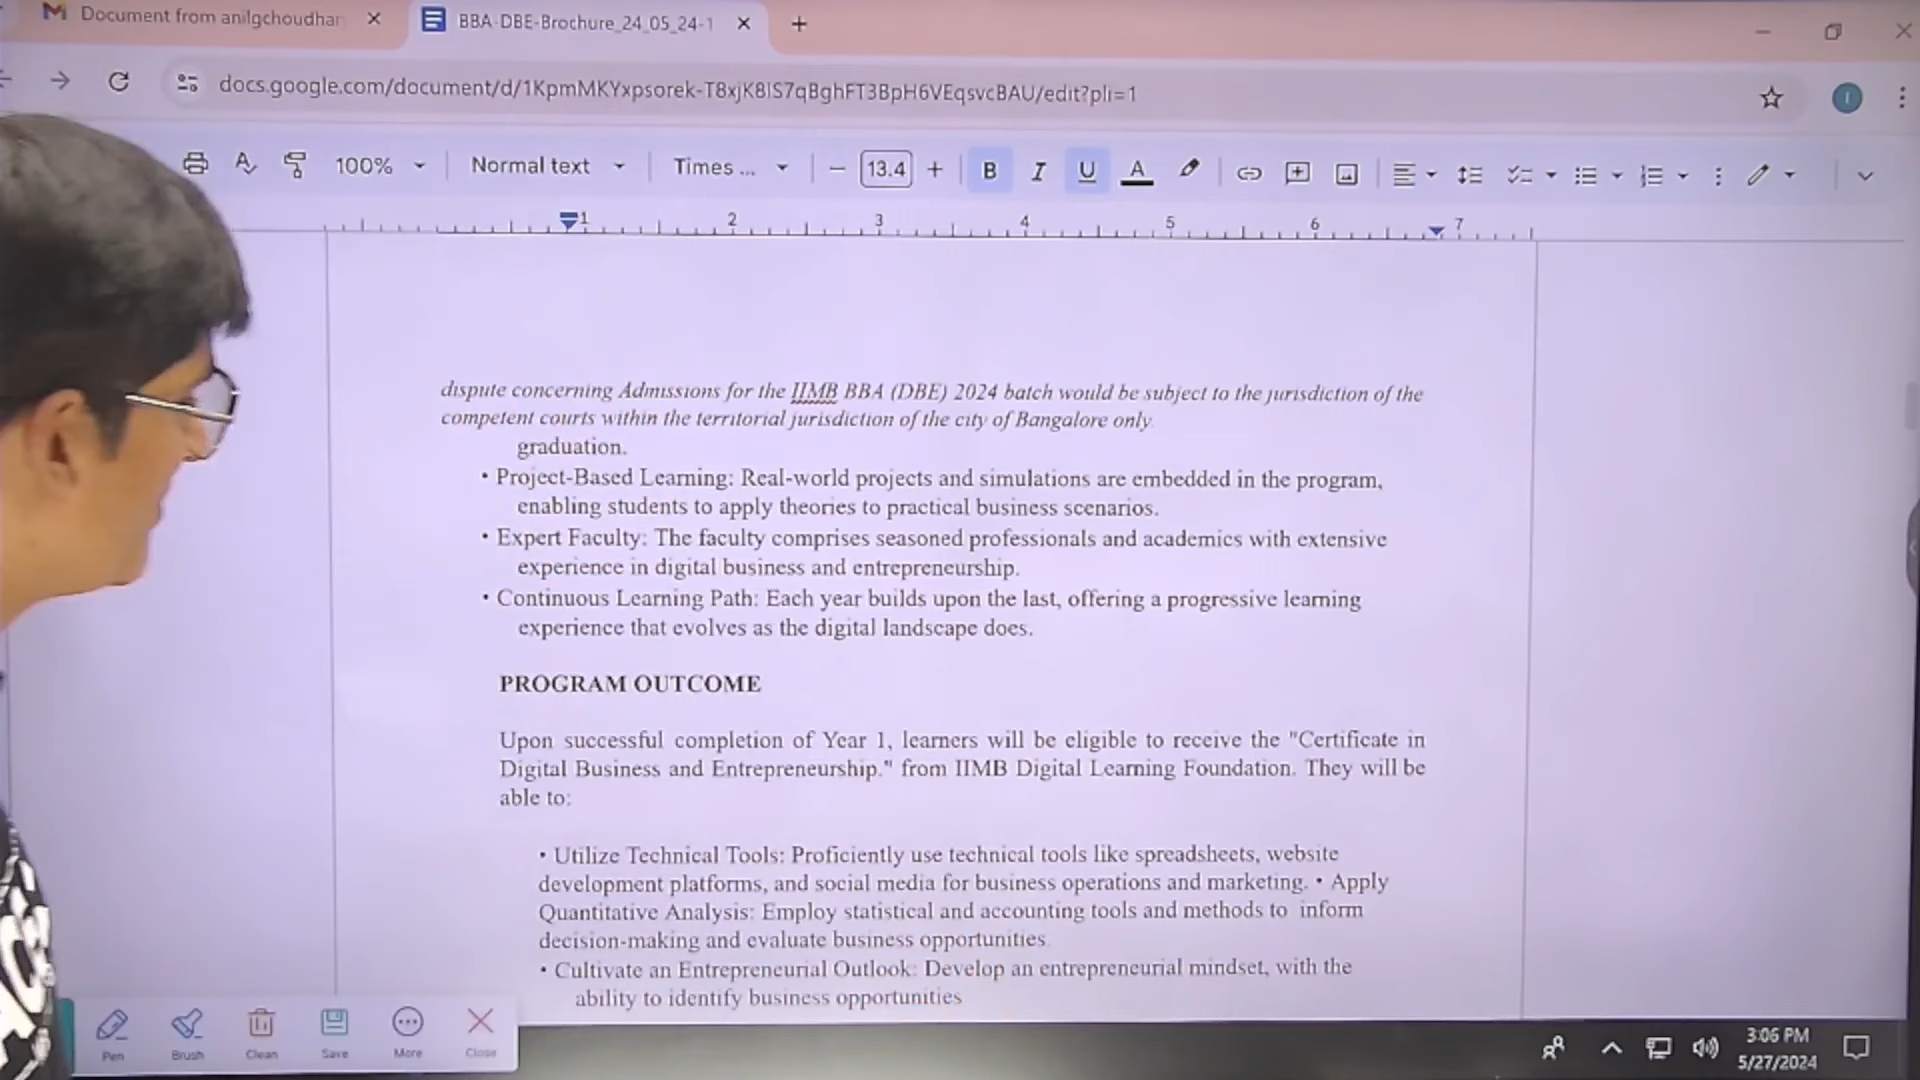 Document from anilgchoudhar
BBA-DBE-Brochure_24_05_24-1
docs.google.com/document/d/1KpmMKYxpsorek-T8xjK8IS7qBghFT3BpH6VEqsvcBAU/edit?pli=1
100% Normal text Times ... 13.4 B I U A
1 2 3 4 5 6 7
dispute concerning Admissions for the IIMB BBA (DBE) 2024 batch would be subject to the jurisdiction of the
competent courts within the territorial jurisdiction of the city of Bangalore only.
graduation.
• Project-Based Learning: Real-world projects and simulations are embedded in the program,
enabling students to apply theories to practical business scenarios.
• Expert Faculty: The faculty comprises seasoned professionals and academics with extensive
experience in digital business and entrepreneurship.
• Continuous Learning Path: Each year builds upon the last, offering a progressive learning
experience that evolves as the digital landscape does.
PROGRAM OUTCOME
Upon successful completion of Year 1, learners will be eligible to receive the "Certificate in
Digital Business and Entrepreneurship." from IIMB Digital Learning Foundation. They will be
able to:
• Utilize Technical Tools: Proficiently use technical tools like spreadsheets, website
development platforms, and social media for business operations and marketing. • Apply
Quantitative Analysis: Employ statistical and accounting tools and methods to inform
decision-making and evaluate business opportunities.
• Cultivate an Entrepreneurial Outlook: Develop an entrepreneurial mindset, with the
ability to identify business opportunities
Pen Brush Clean Save More Close
3:06 PM
5/27/2024